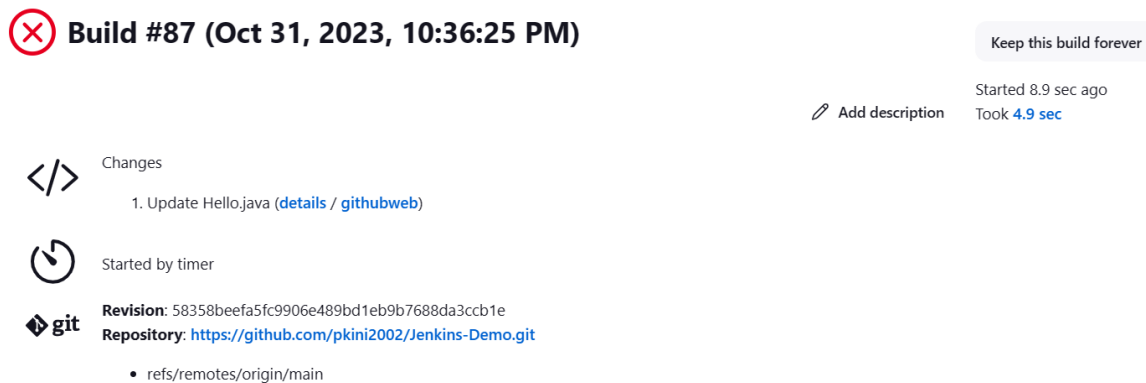 Build #87 (Oct 31, 2023, 10:36:25 PM)
Keep this build forever
Started 8.9 sec ago
Add description
Took 4.9 sec
Changes
1. Update Hello.java (details / githubweb)
Started by timer
git
Revision: 58358beefa5fc9906e489bd1eb9b7688da3ccb1e
Repository: https://github.com/pkini2002/Jenkins-Demo.git
• refs/remotes/origin/main